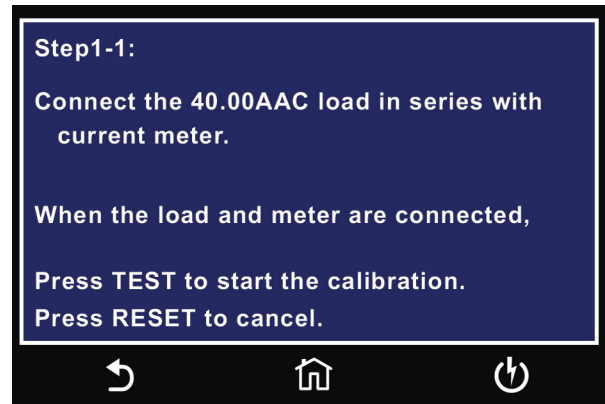 Step1-1:
Connect the 40.00AAC load in series with
current meter.
When the load and meter are connected,
Press TEST to start the calibration.
Press RESET to cancel.